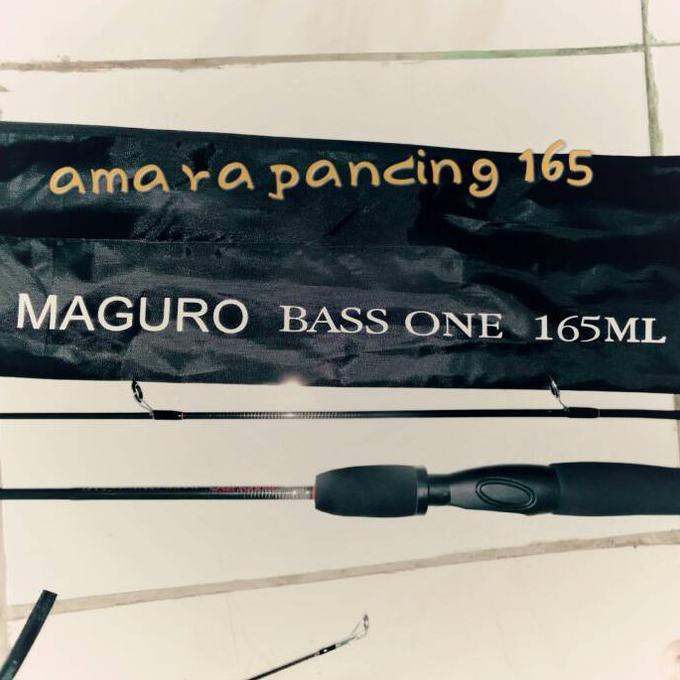 amara pancing 165
MAGURO BASS ONE 165ML